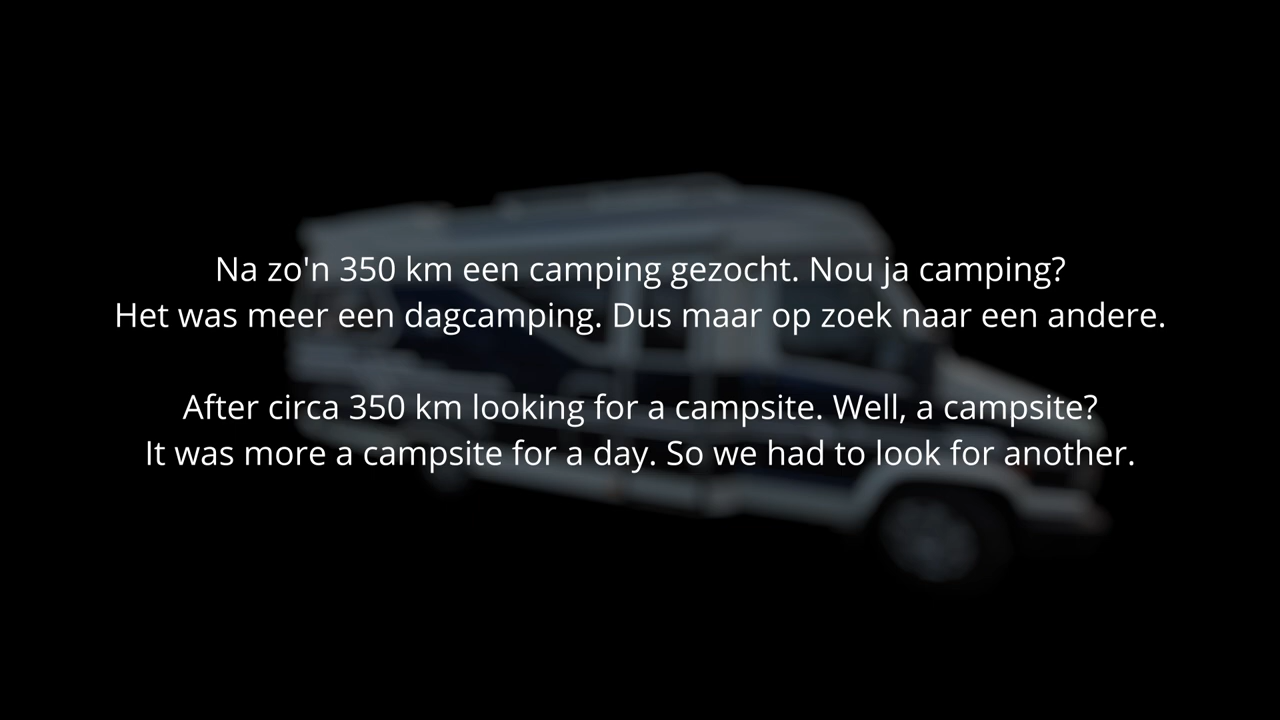 Na zo'n 350 km een camping gezocht. Nou ja camping?
Het was meer een dagcamping. Dus maar op zoek naar een andere.
After circa 350 km looking for a campsite. Well, a campsite?
It was more a campsite for a day. So we had to look for another.